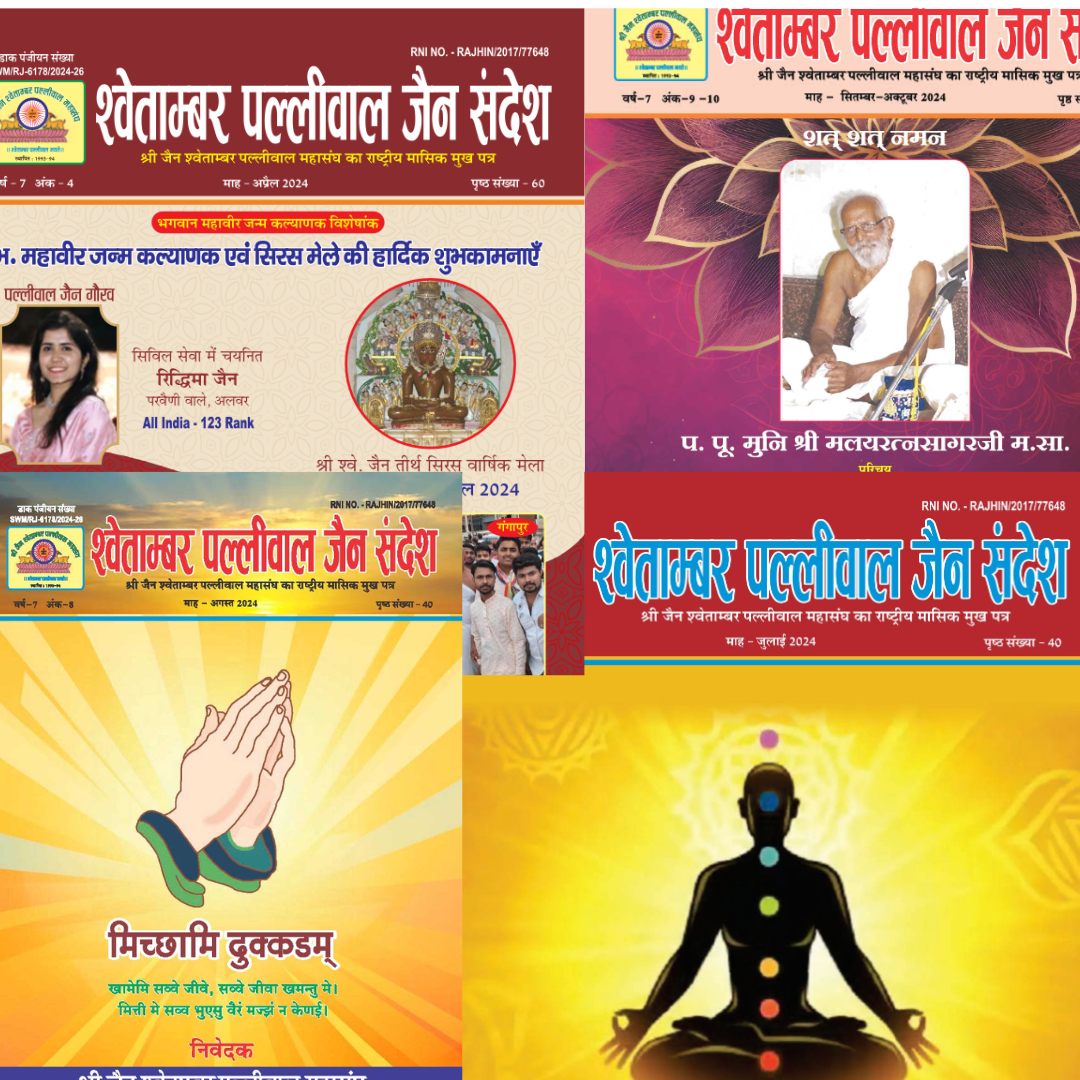 RNI NO. - RAJHIN/2017/77648
डाक पंजीयन संख्या
SWM/RJ-6178/2024-26
श्वेताम्बर पल्लीवाल जैन संदेश
श्री जैन श्वेताम्बर पल्लीवाल महासंघ का राष्ट्रीय मासिक मुख पत्र
र्ष - 7 अंक - 4
माह - अप्रैल 2024
पृष्ठ संख्या - 60
भगवान महावीर जन्म कल्याणक विशेषांक
भ. महावीर जन्म कल्याणक एवं सिरस मेले की हार्दिक शुभकामनाएँ
पल्लीवाल जैन गौरव
सिविल सेवा में चयनित
रिद्धिमा जैन
परवैणी वाले, अलवर
All India - 123 Rank
श्री श्वे. जैन तीर्थ सिरस वार्षिक मेला
ल 2024
गंगापुर
श्वेताम्बर पल्लीवाल जैन स
श्री जैन श्वेताम्बर पल्लीवाल महासंघ का राष्ट्रीय मासिक मुख पत्र
वर्ष-7 अंक-9 -10
माह - सितम्बर-अक्टूबर 2024
पृष्ठ स
शत् शत् नमन
प. पू. मुनि श्री मलयरत्नसागरजी म.सा.
परिचय
डाक पंजीयन संख्या
SWM/RJ-6178/2024-26
RNI NO. - RAJHIN/2017/77648
श्वेताम्बर पल्लीवाल जैन संदेश
श्री जैन श्वेताम्बर पल्लीवाल महासंघ का राष्ट्रीय मासिक मुख पत्र
वर्ष-7 अंक-8
माह - अगस्त 2024
पृष्ठ संख्या - 40
मिच्छामि दुक्कडम्
खामेमि सव्वे जीवे, सव्वे जीवा खमन्तु मे।
मित्ती मे सव्व भुएसु वैरं मज्झं न केणई।
निवेदक
श्री जैन श्वेताम्बर पल्लीवाल महासंघ
RNI NO. - RAJHIN/2017/77648
श्वेताम्बर पल्लीवाल जैन संदेश
श्री जैन श्वेताम्बर पल्लीवाल महासंघ का राष्ट्रीय मासिक मुख पत्र
माह - जुलाई 2024
पृष्ठ संख्या - 40